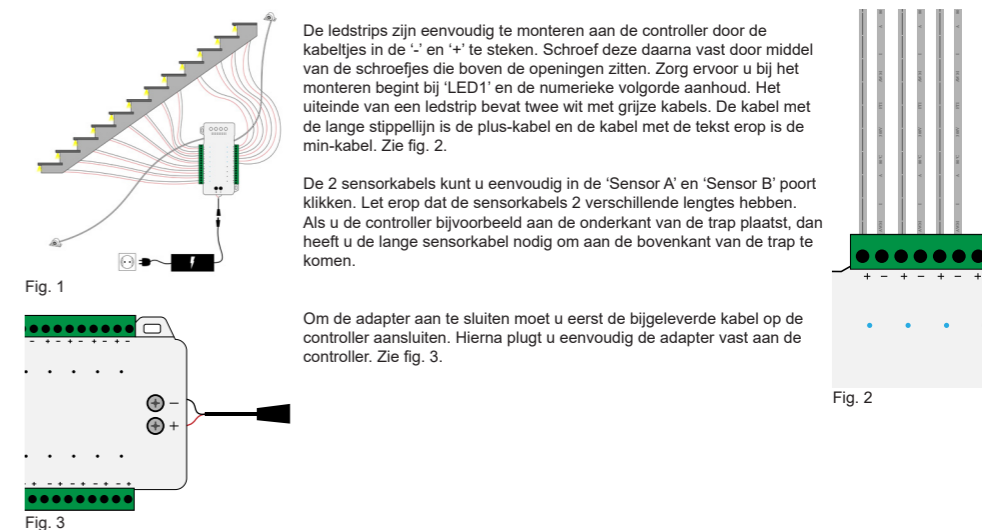 De ledstrips zijn eenvoudig te monteren aan de controller door de
kabeltjes in de ‘-’ en ‘+’ te steken. Schroef deze daarna vast door middel
van de schroefjes die boven de openingen zitten. Zorg ervoor u bij het
monteren begint bij ‘LED1’ en de numerieke volgorde aanhoud. Het
uiteinde van een ledstrip bevat twee wit met grijze kabels. De kabel met
de lange stippellijn is de plus-kabel en de kabel met de tekst erop is de
min-kabel. Zie fig. 2.
De 2 sensorkabels kunt u eenvoudig in de ‘Sensor A’ en ‘Sensor B’ poort
klikken. Let erop dat de sensorkabels 2 verschillende lengtes hebben.
Als u de controller bijvoorbeeld aan de onderkant van de trap plaatst, dan
heeft u de lange sensorkabel nodig om aan de bovenkant van de trap te
komen.
Fig. 1
Om de adapter aan te sluiten moet u eerst de bijgeleverde kabel op de
controller aansluiten. Hierna plugt u eenvoudig de adapter vast aan de
controller. Zie fig. 3.
+ - + - + - +
Fig. 2
- + - + - + - +
-
+
- + - + - + - +
Fig. 3